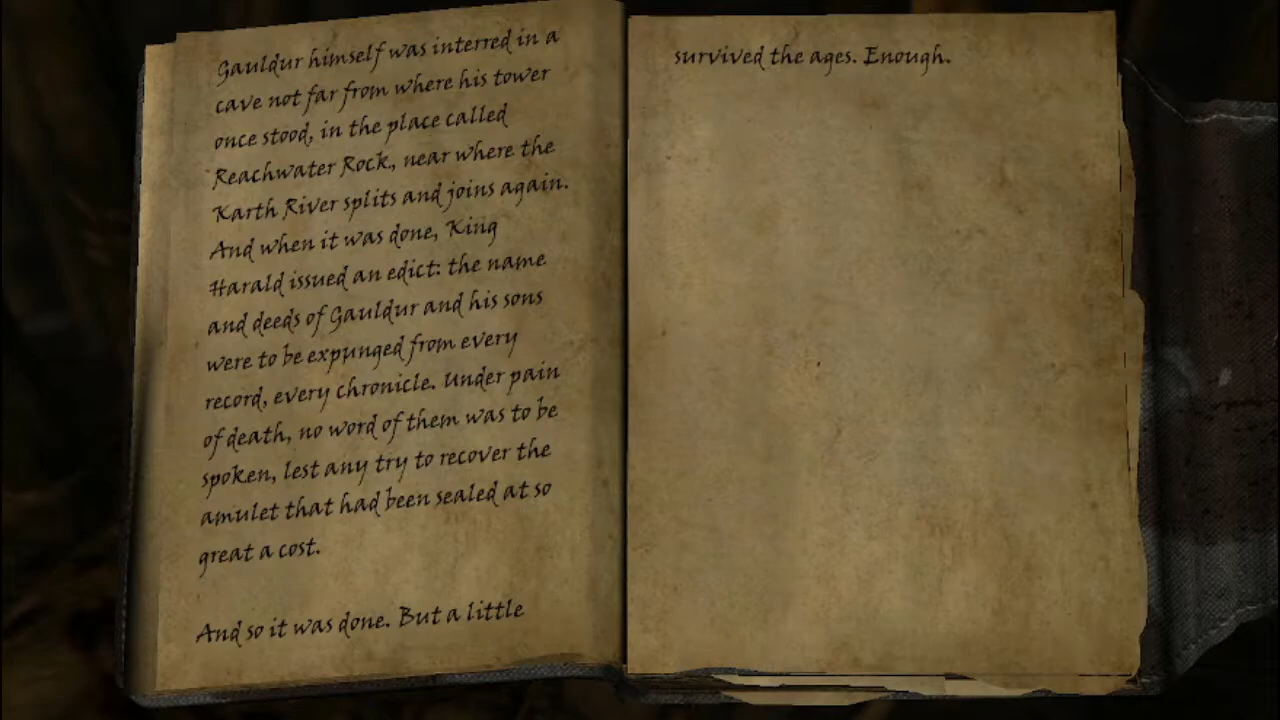 Gauldur himself was interred in a
cave not far from where his tower
once stood, in the place called
Reachwater Rock, near where the
Karth River splits and joins again.
And when it was done, King
Harald issued an edict: the name
and deeds of Gauldur and his sons
were to be expunged from every
record, every chronicle. Under pain
of death, no word of them was to be
spoken, lest any try to recover the
amulet that had been sealed at so
great a cost.
And so it was done. But a little
survived the ages. Enough.